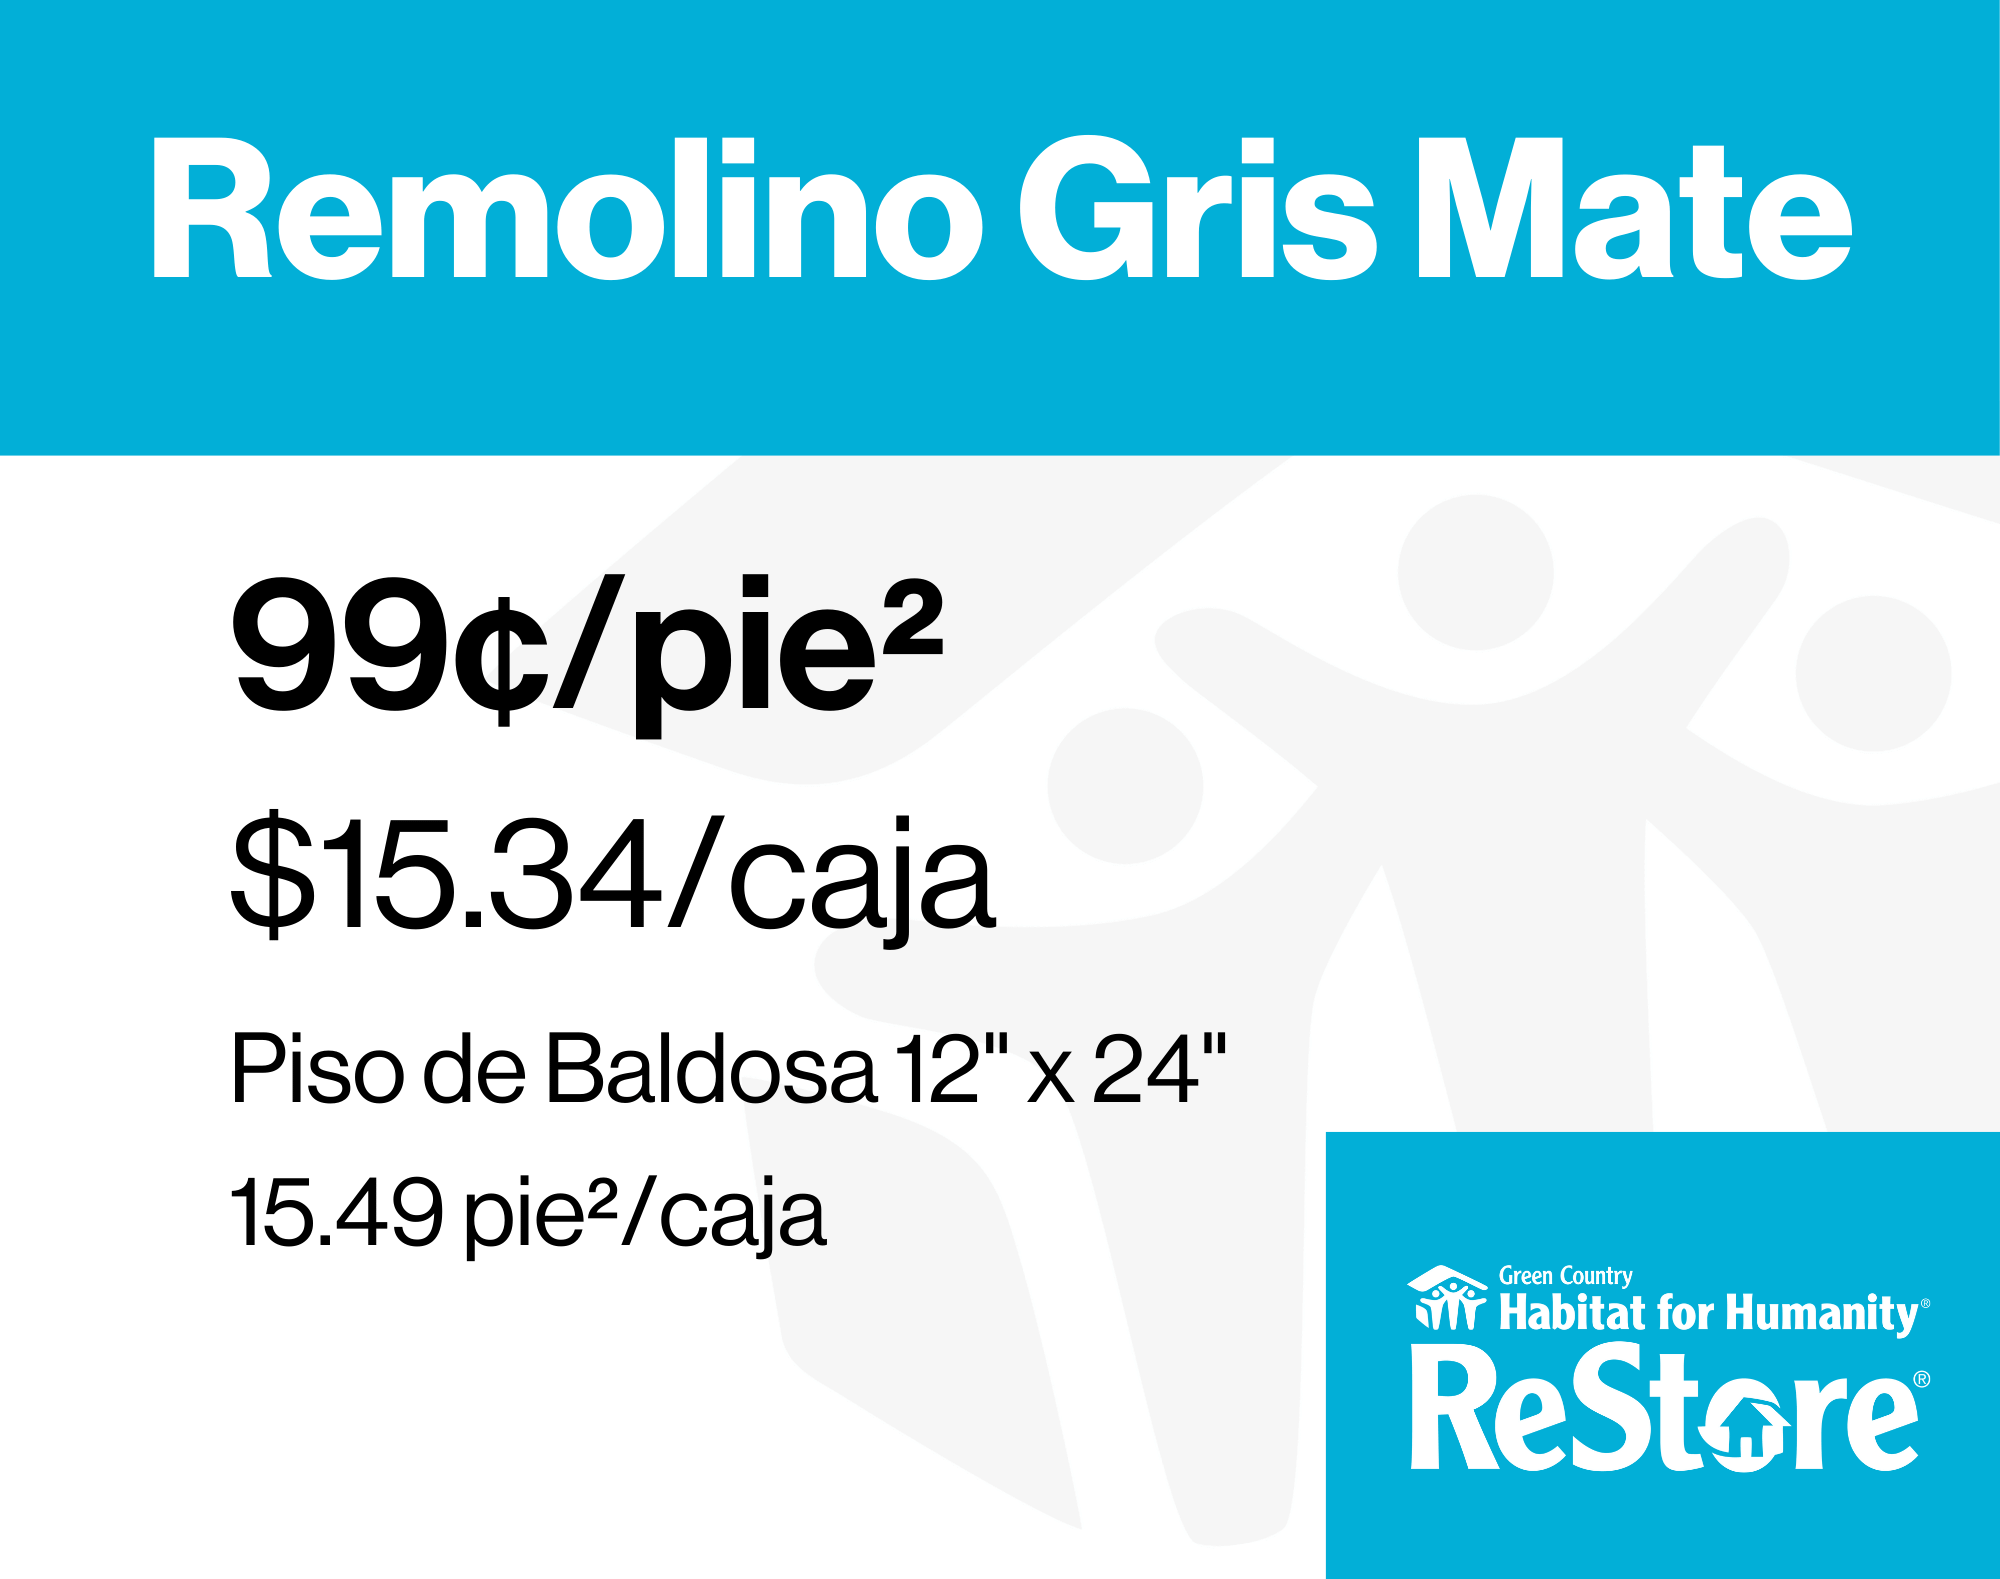 Remolino Gris Mate
99¢/pie²
$15.34/caja
Piso de Baldosa 12" x 24"
15.49 pie²/caja
Green Country
Habitat for Humanity®
ReStore®